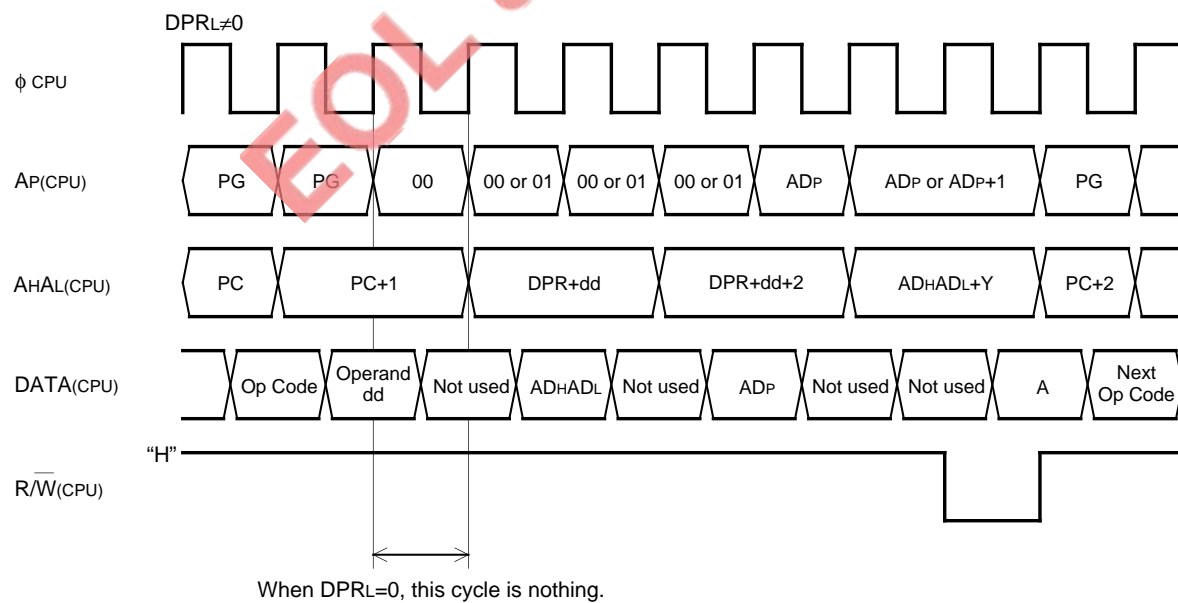 DPRL≠0
ϕ CPU
AP(CPU) PG PG 00 00 or 01 00 or 01 00 or 01 ADP ADP or ADP+1 PG
AHAL(CPU) PC PC+1 DPR+dd DPR+dd+2 ADHADL+Y PC+2
DATA(CPU) Op Code Operand dd Not used ADHADL Not used ADP Not used Not used A Next Op Code
“H”
R/W̅(CPU)
When DPRL=0, this cycle is nothing.
EOL